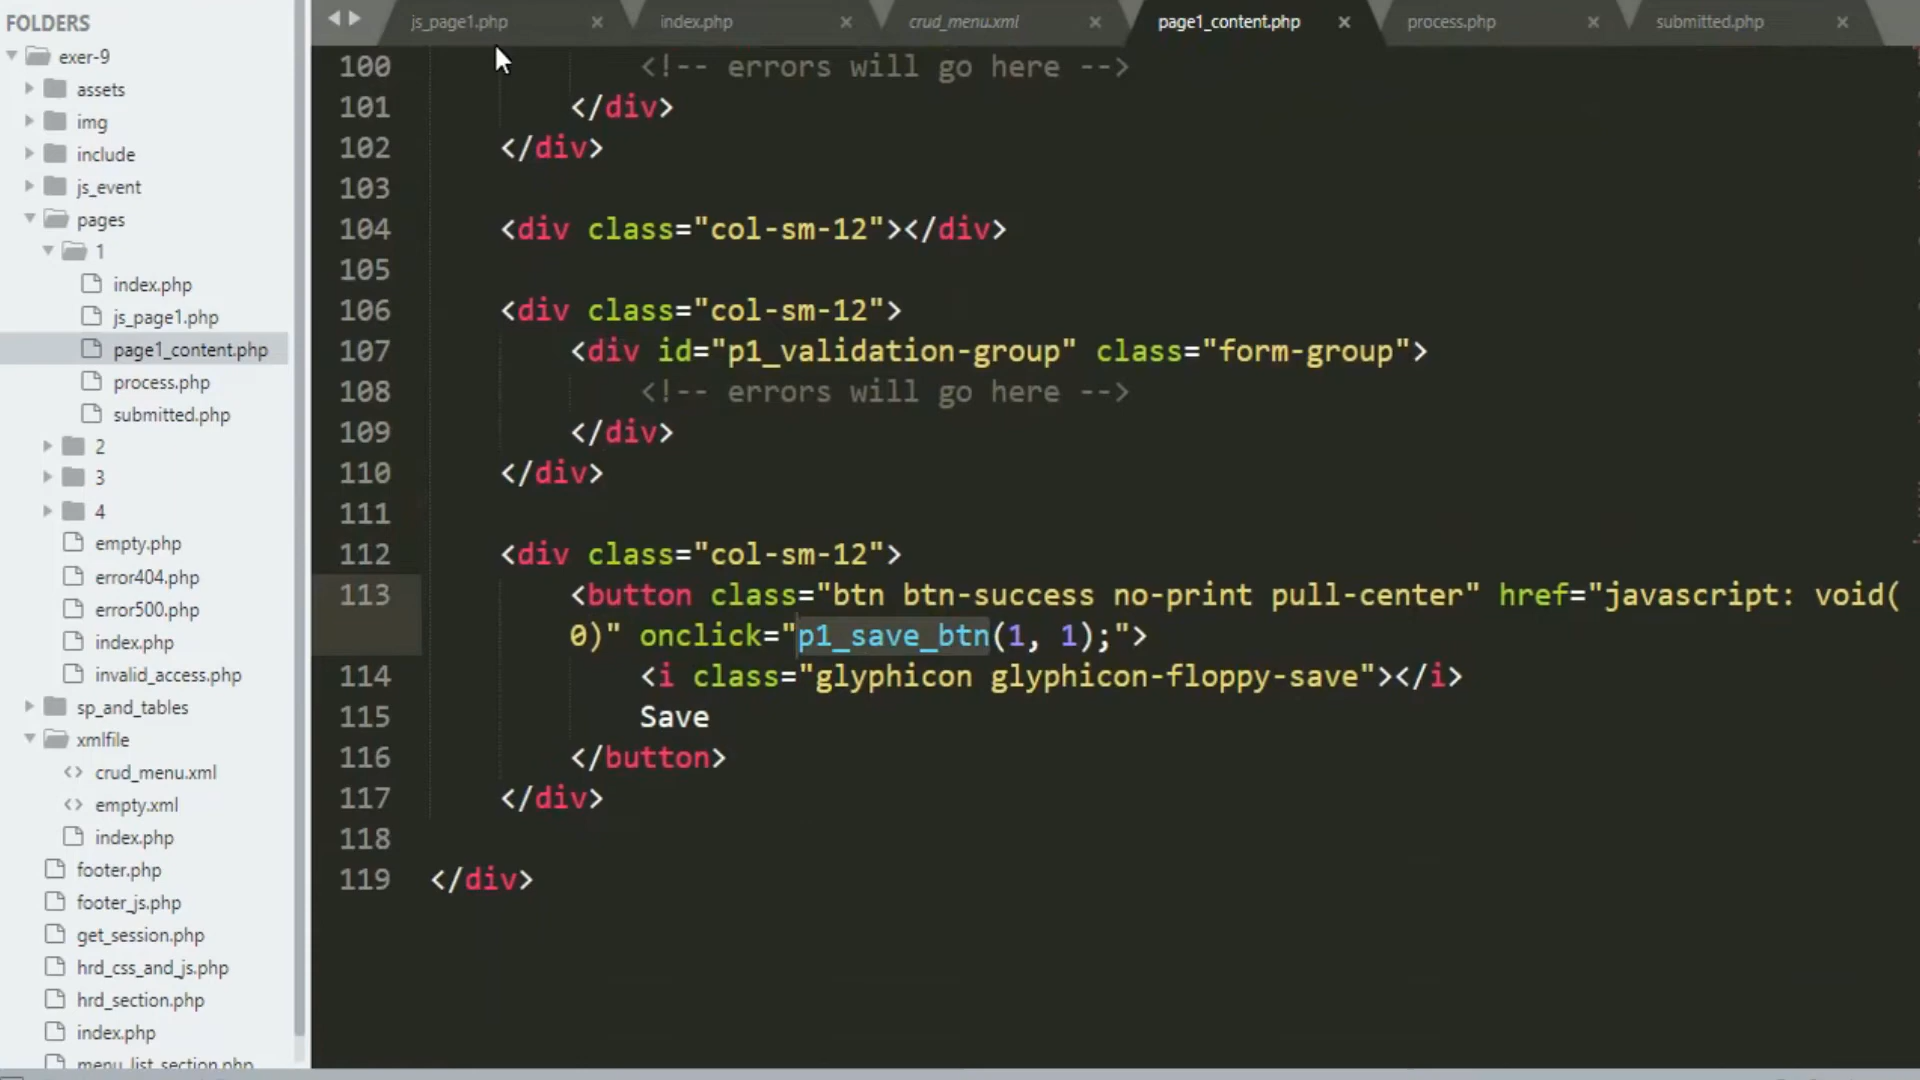 FOLDERS
exer-9
assets
img
include
js_event
pages
1
index.php
js_page1.php
page1_content.php
process.php
submitted.php
2
3
4
empty.php
error404.php
error500.php
index.php
invalid_access.php
sp_and_tables
xmlfile
crud_menu.xml
empty.xml
index.php
footer.php
footer_js.php
get_session.php
hrd_css_and_js.php
hrd_section.php
index.php
menu_list_section.php
js_page1.php index.php crud_menu.xml page1_content.php process.php submitted.php
100 <!-- errors will go here -->
101 </div>
102 </div>
103
104 <div class="col-sm-12"></div>
105
106 <div class="col-sm-12">
107 <div id="p1_validation-group" class="form-group">
108 <!-- errors will go here -->
109 </div>
110 </div>
111
112 <div class="col-sm-12">
113 <button class="btn btn-success no-print pull-center" href="javascript: void(
0)" onclick="p1_save_btn(1, 1);">
114 <i class="glyphicon glyphicon-floppy-save"></i>
115 Save
116 </button>
117 </div>
118
119 </div>